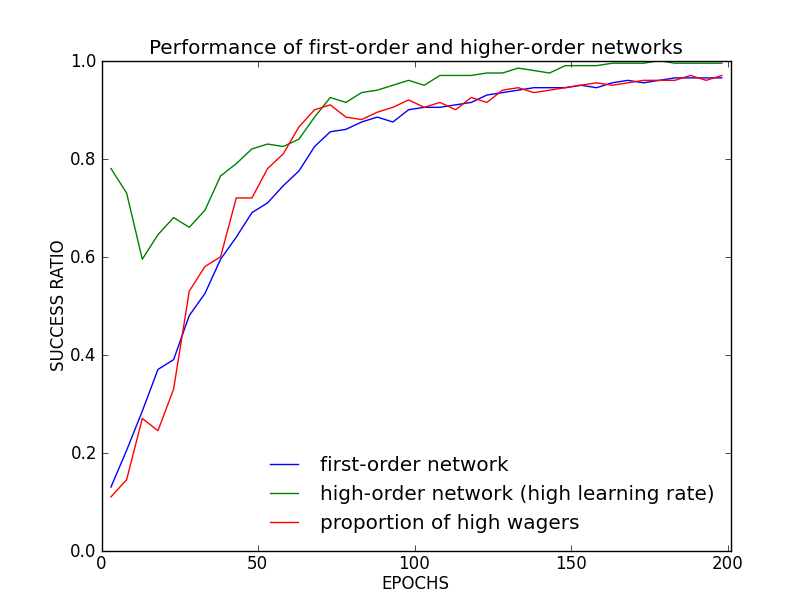 Performance of first-order and higher-order networks
1.0
0.8
0.6
0.4
0.2
0.0
SUCCESS RATIO
first-order network
high-order network (high learning rate)
proportion of high wagers
0 50 100 150 200
EPOCHS